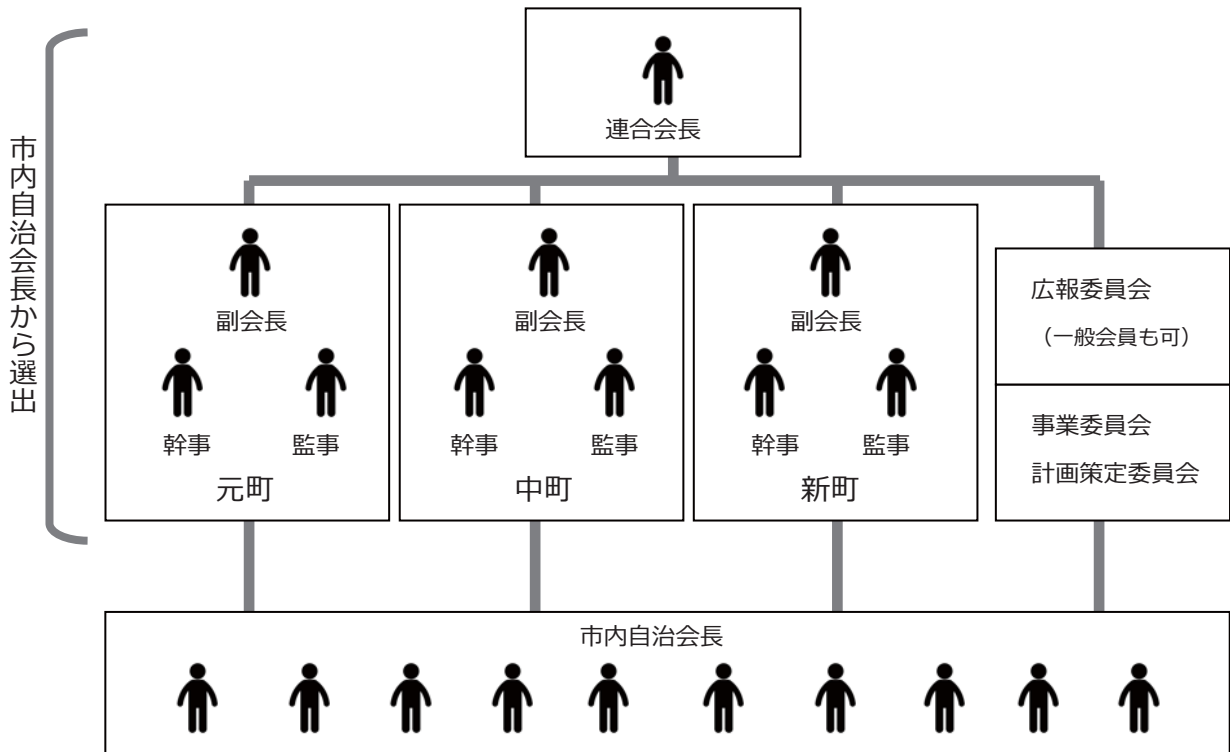 市内自治会長から選出
連合会長
副会長
幹事
監事
元町
副会長
幹事
監事
中町
副会長
幹事
監事
新町
広報委員会
（一般会員も可）
事業委員会
計画策定委員会
市内自治会長